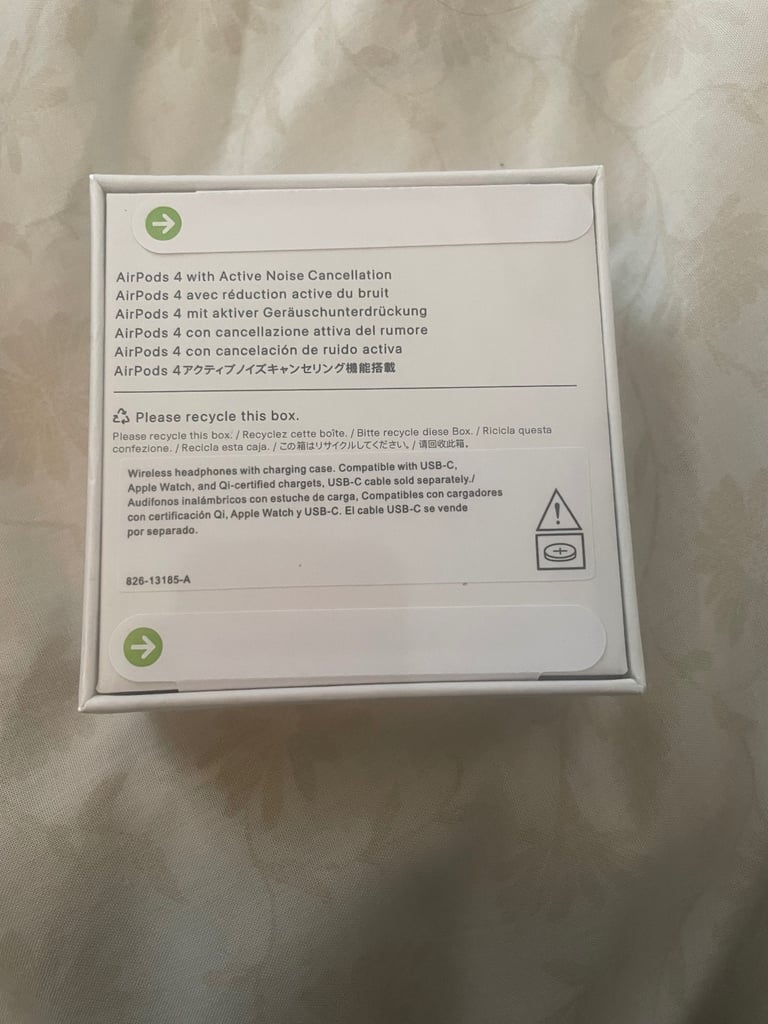 AirPods 4 with Active Noise Cancellation
AirPods 4 avec réduction active du bruit
AirPods 4 mit aktiver Geräuschunterdrückung
AirPods 4 con cancellazione attiva del rumore
AirPods 4 con cancelación de ruido activa
AirPods 4アクティブノイズキャンセリング機能搭載
Please recycle this box.
Please recycle this box. / Recyclez cette boîte. / Bitte recycle diese Box. / Ricicla questa
confezione. / Recicla esta caja. / この箱はリサイクルしてください。/ 请回收此箱。
Wireless headphones with charging case. Compatible with USB-C,
Apple Watch, and Qi-certified chargets, USB-C cable sold separately./
Audífonos inalámbricos con estuche de carga, Compatibles con cargadores
con certificación Qi, Apple Watch y USB-C. El cable USB-C se vende
por separado.
826-13185-A